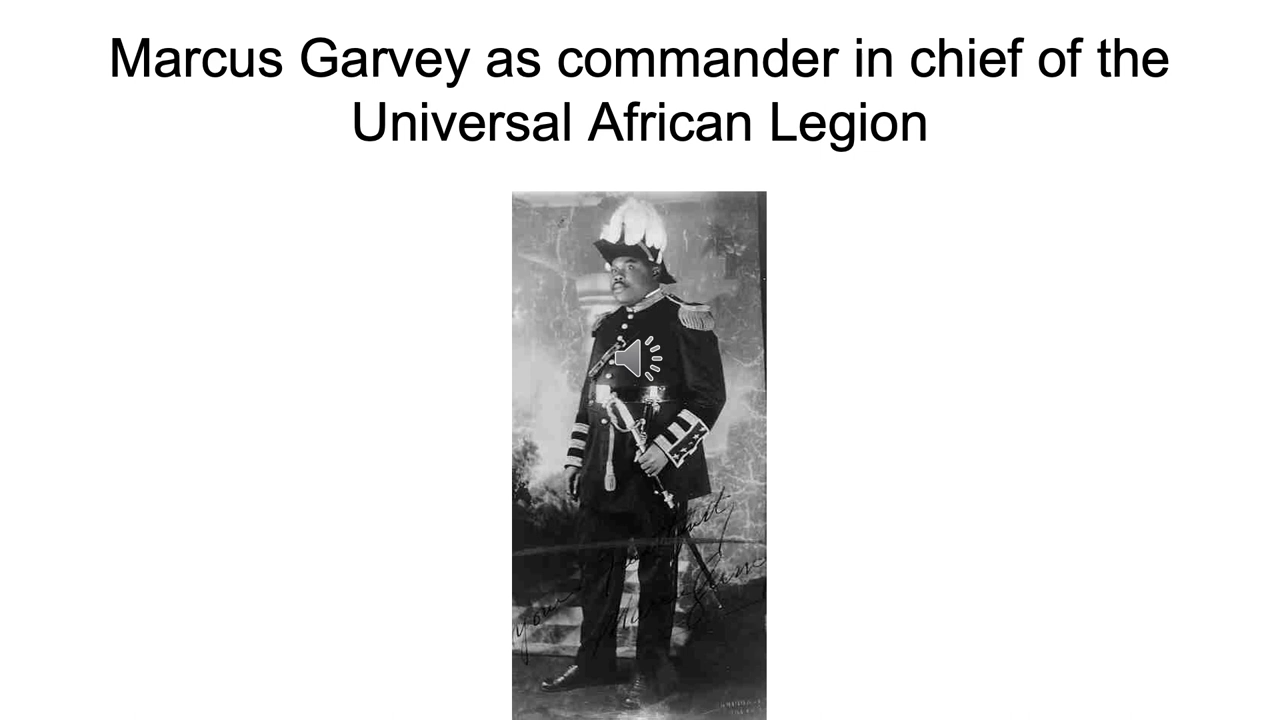 Marcus Garvey as commander in chief of the
Universal African Legion